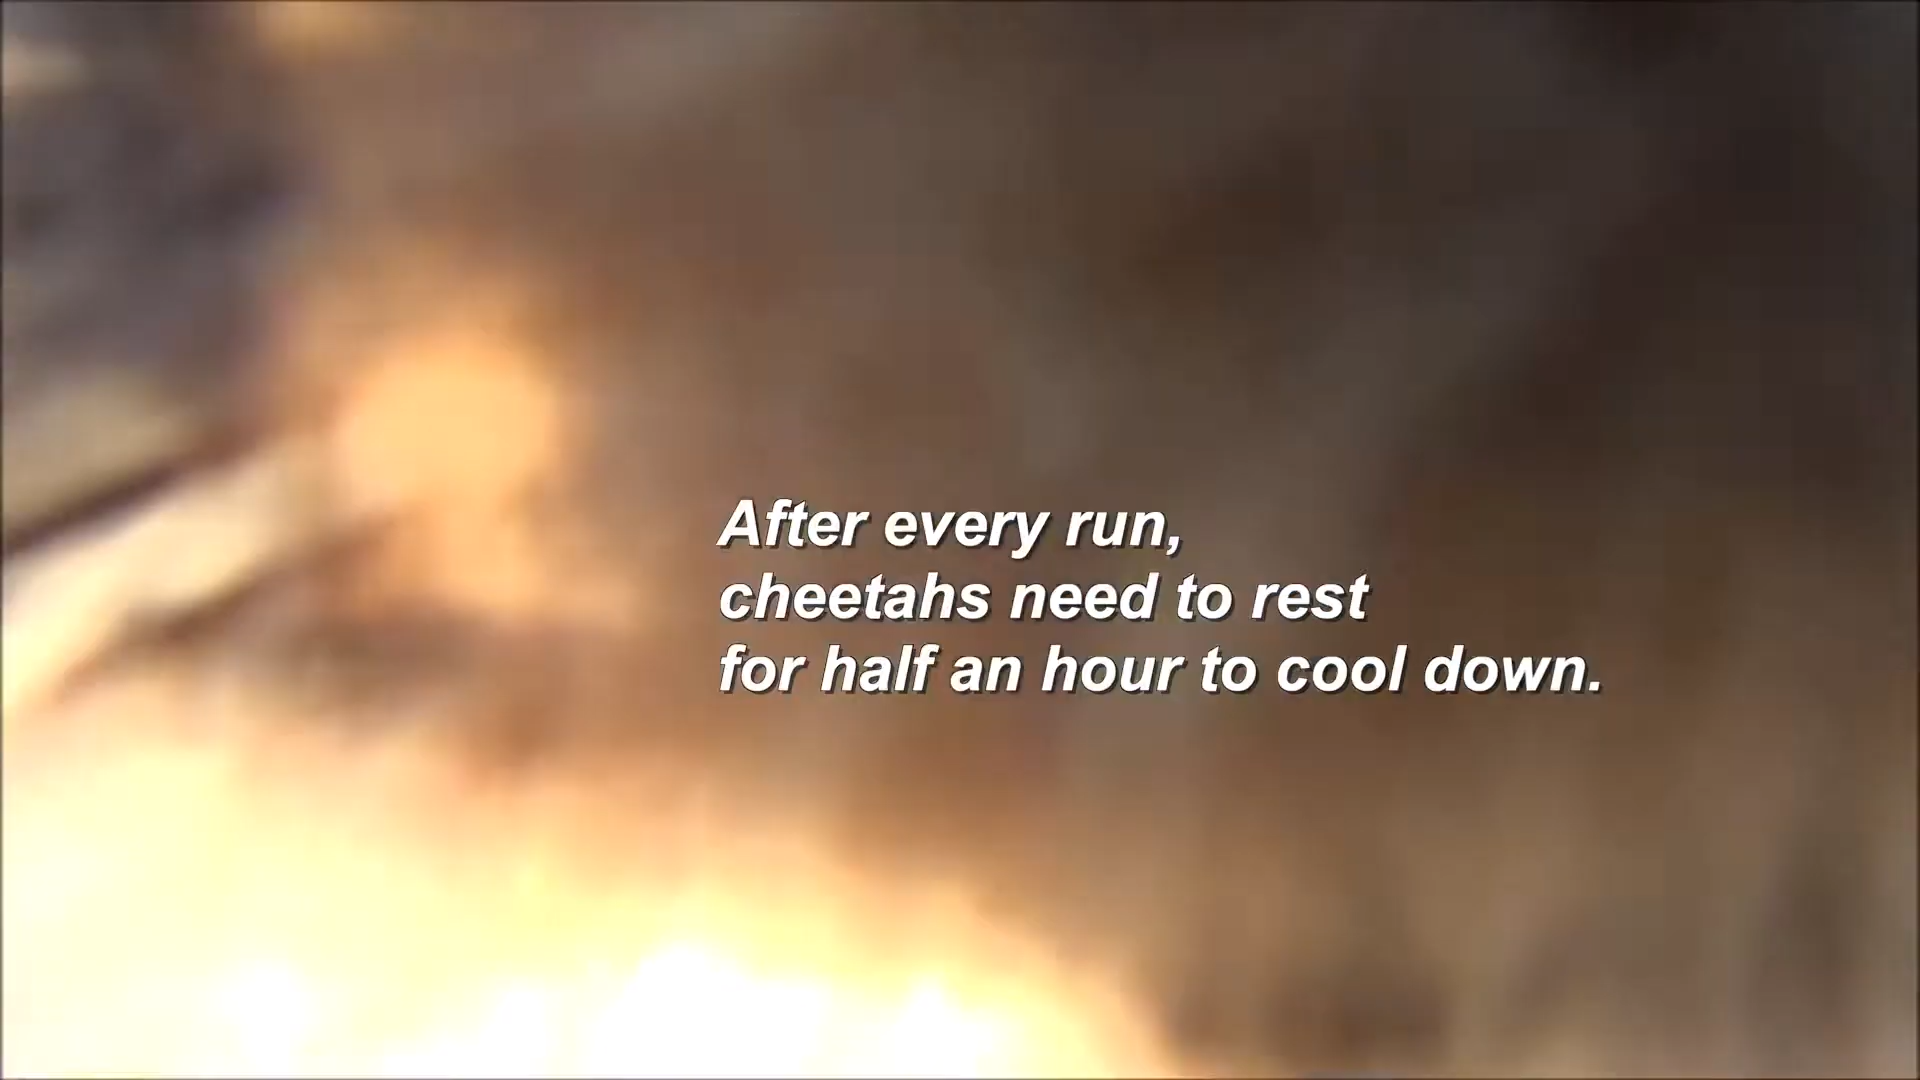 After every run,
cheetahs need to rest
for half an hour to cool down.